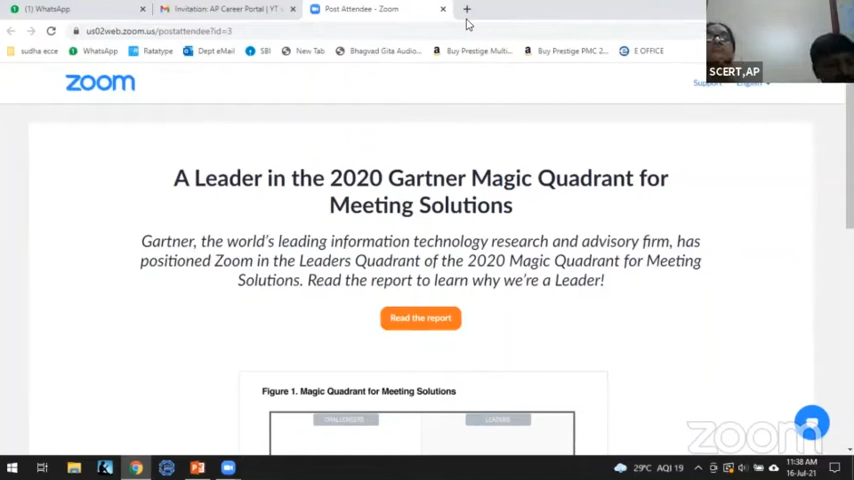 (1) WhatsApp
Invitation: AP Career Portal | YT
Post Attendee - Zoom
us02web.zoom.us/postattendee?id=3
sudha ecce
WhatsApp
Ratatype
Dept eMail
SBI
New Tab
Bhagvad Gita Audio...
Buy Prestige Multi...
Buy Prestige PMC 2...
E OFFICE
SCERT,AP
zoom
Support
English
A Leader in the 2020 Gartner Magic Quadrant for
Meeting Solutions
Gartner, the world's leading information technology research and advisory firm, has
positioned Zoom in the Leaders Quadrant of the 2020 Magic Quadrant for Meeting
Solutions. Read the report to learn why we're a Leader!
Read the report
Figure 1. Magic Quadrant for Meeting Solutions
CHALLENGERS
LEADERS
zoom
29°C AQI 19
11:38 AM
16-Jul-21